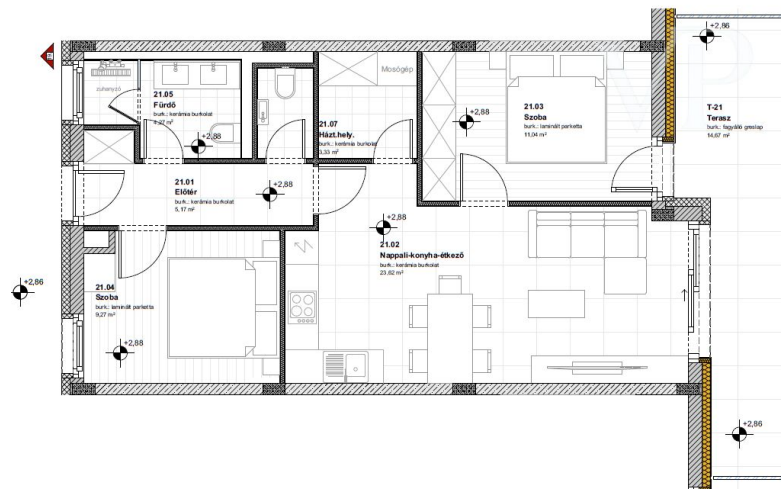 +2,86
zuhanyzó
21.05
Fürdő
burk.: kerámia burkolat
4,27 m²
+2,88
Mosógép
21.07
Házt.hely.
burk.: kerámia burkolat
3,33 m²
+2,88
21.03
Szoba
burk.: laminált parketta
11,04 m²
T-21
Terasz
burk.: fagyálló greslap
14,67 m²
21.01
Előtér
burk.: kerámia burkolat
5,17 m²
+2,88
+2,88
21.02
Nappali-konyha-étkező
burk.: kerámia burkolat
23,62 m²
21.04
Szoba
burk.: laminált parketta
9,27 m²
+2,86
+2,88
+2,86